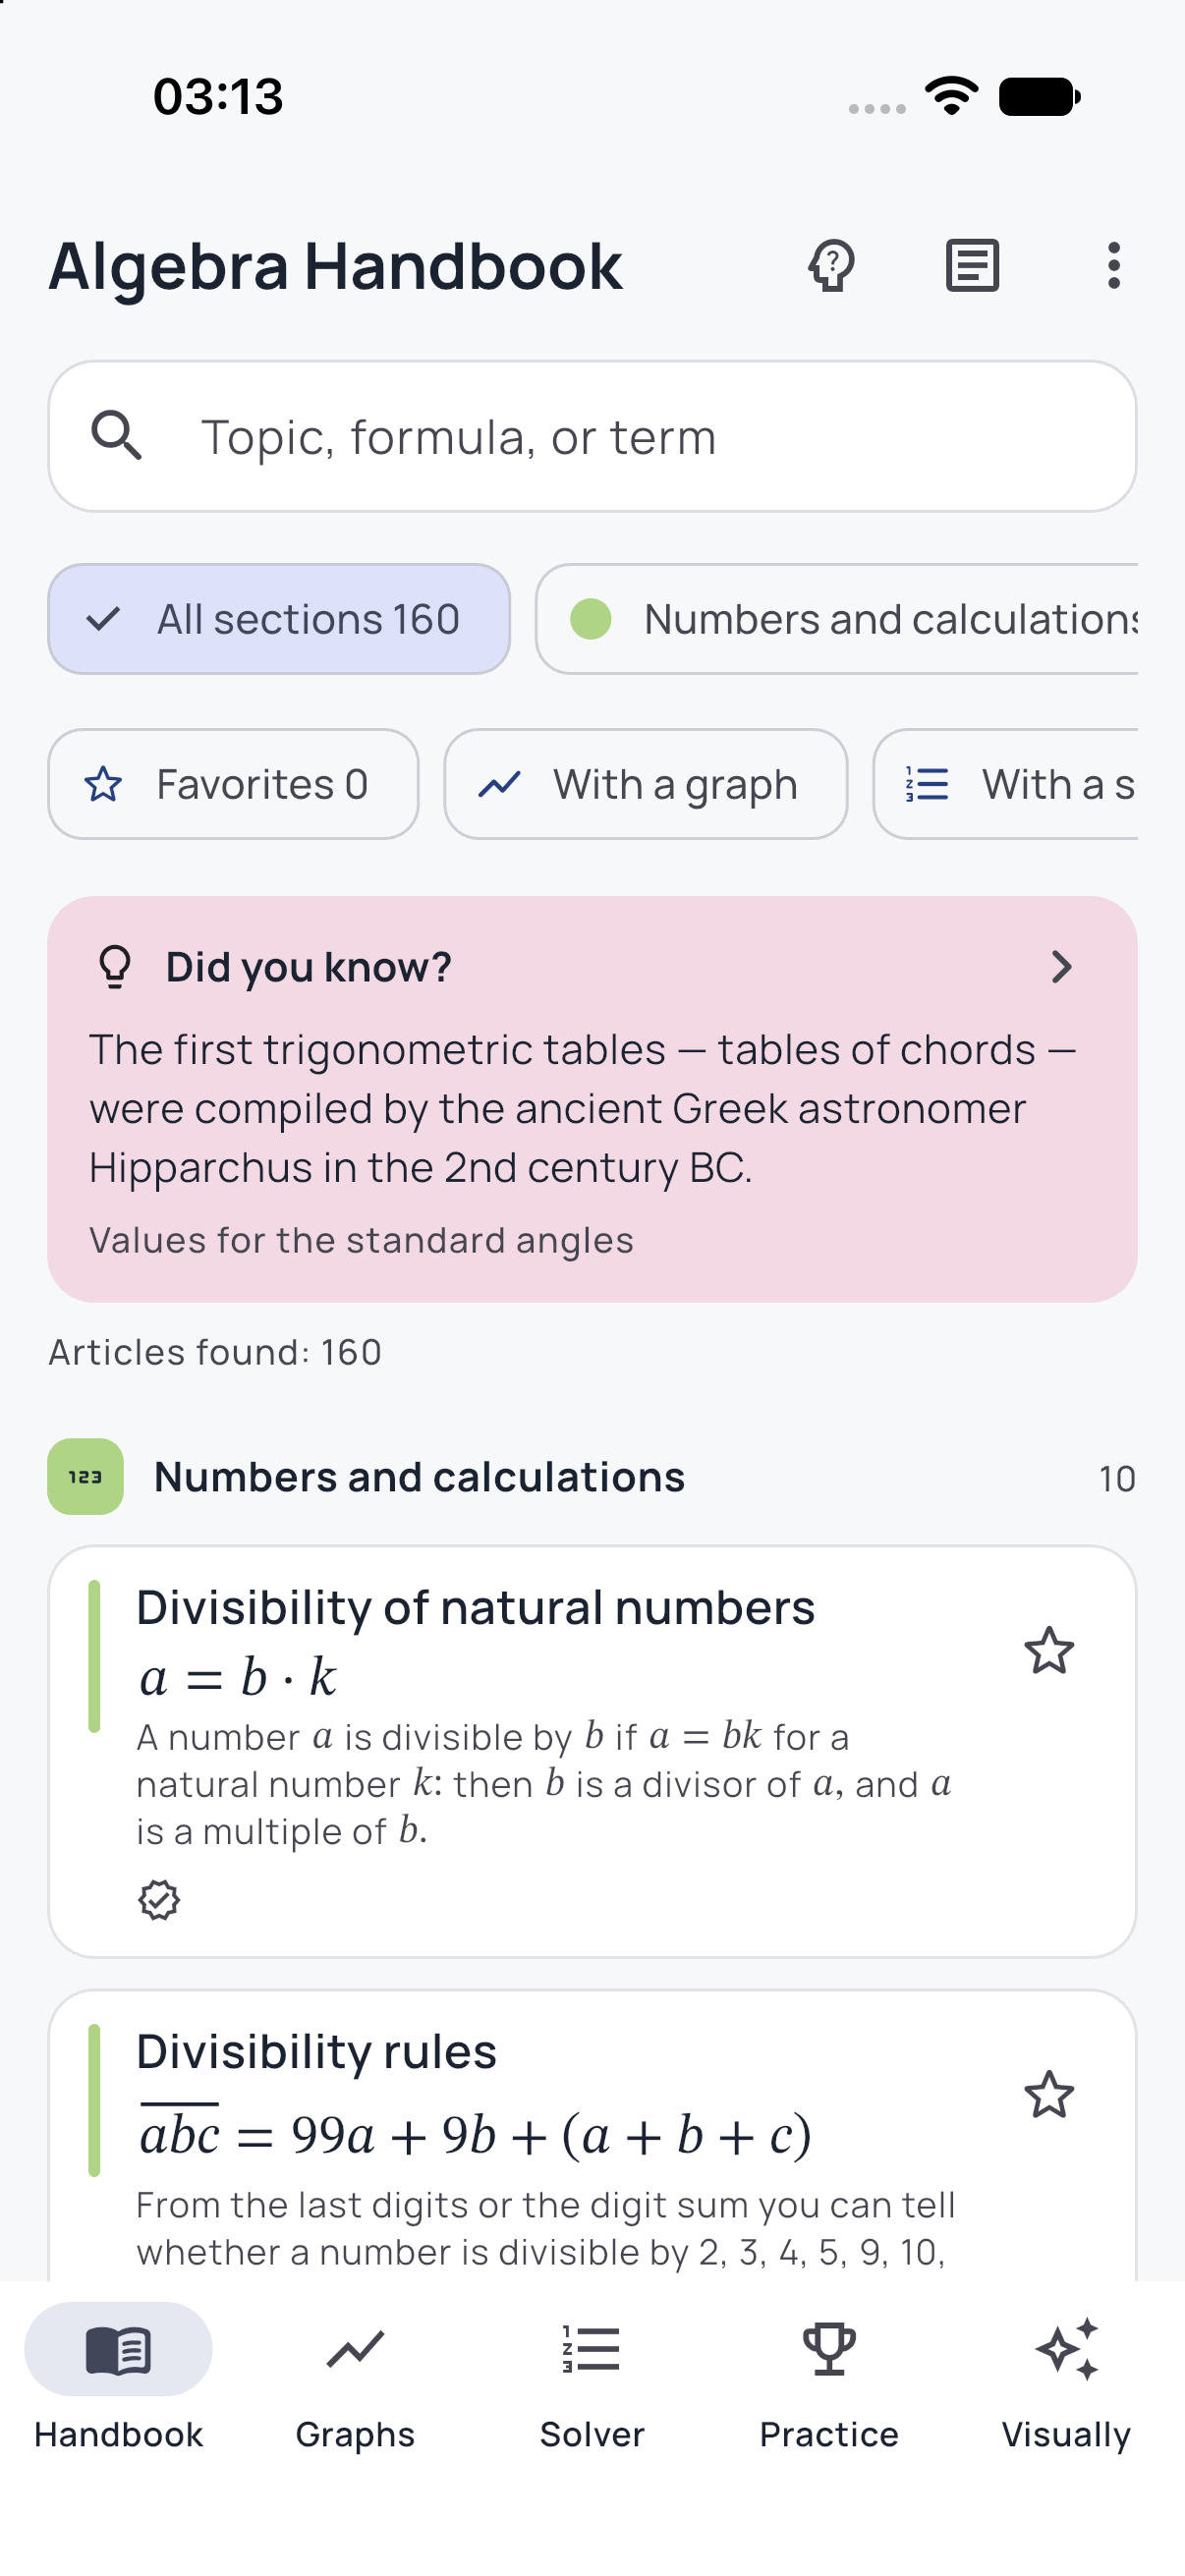 03:13
Algebra Handbook
Topic, formula, or term
All sections 160
Numbers and calculations
Favorites 0
With a graph
With a s
Did you know?
The first trigonometric tables — tables of chords —
were compiled by the ancient Greek astronomer
Hipparchus in the 2nd century BC.
Values for the standard angles
Articles found: 160
123 Numbers and calculations 10
Divisibility of natural numbers
a = b · k
A number a is divisible by b if a = bk for a
natural number k: then b is a divisor of a, and a
is a multiple of b.
Divisibility rules
a̅b̅c̅ = 99a + 9b + (a + b + c)
From the last digits or the digit sum you can tell
whether a number is divisible by 2, 3, 4, 5, 9, 10,
Handbook
Graphs
Solver
Practice
Visually